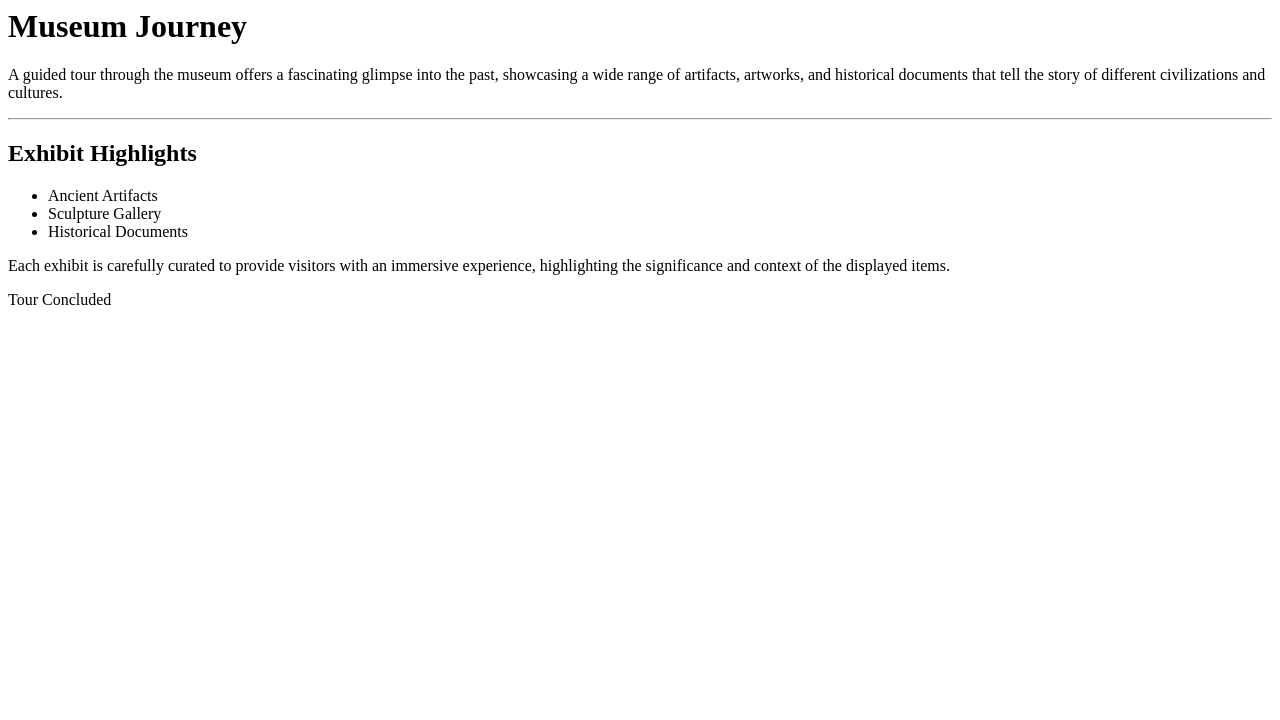 Museum Journey
A guided tour through the museum offers a fascinating glimpse into the past, showcasing a wide range of artifacts, artworks, and historical documents that tell the story of different civilizations and
cultures.
Exhibit Highlights
Ancient Artifacts
Sculpture Gallery
Historical Documents
Each exhibit is carefully curated to provide visitors with an immersive experience, highlighting the significance and context of the displayed items.
Tour Concluded